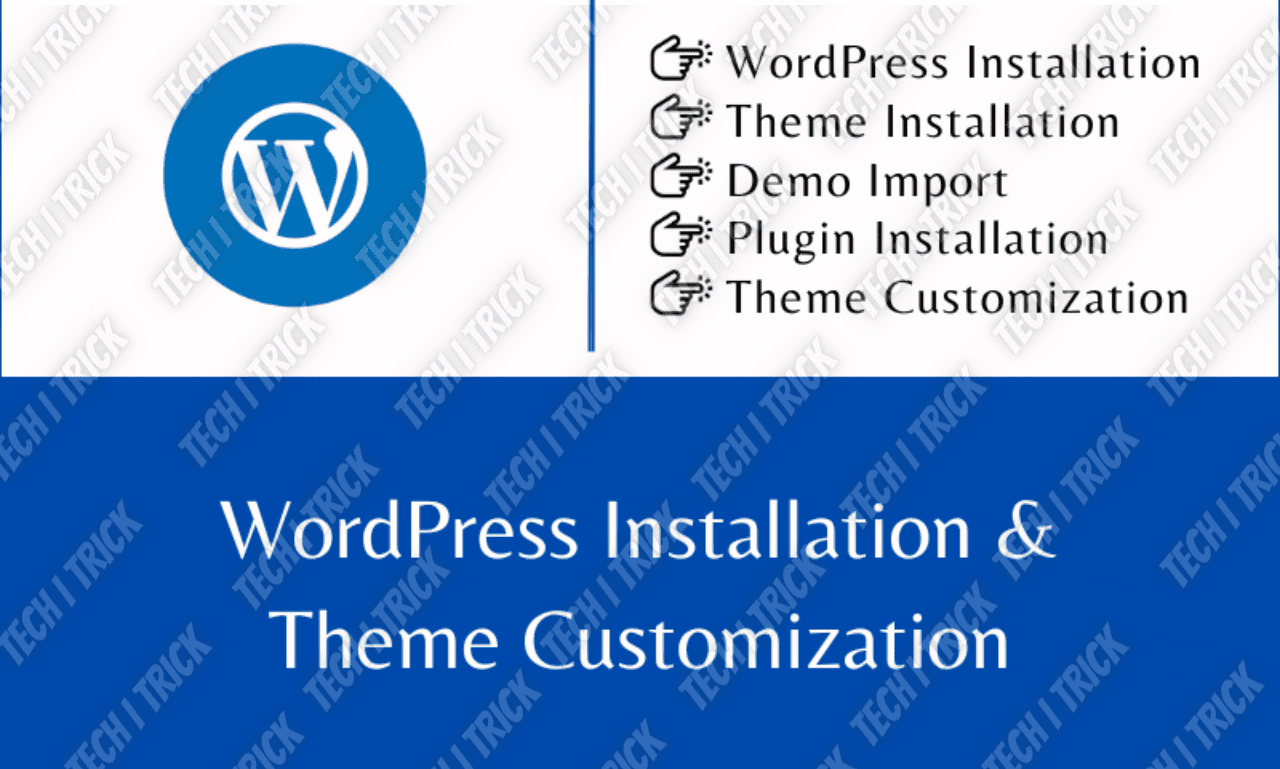 WordPress Installation
Theme Installation
Demo Import
Plugin Installation
Theme Customization
WordPress Installation &
Theme Customization
TECH I TRICK